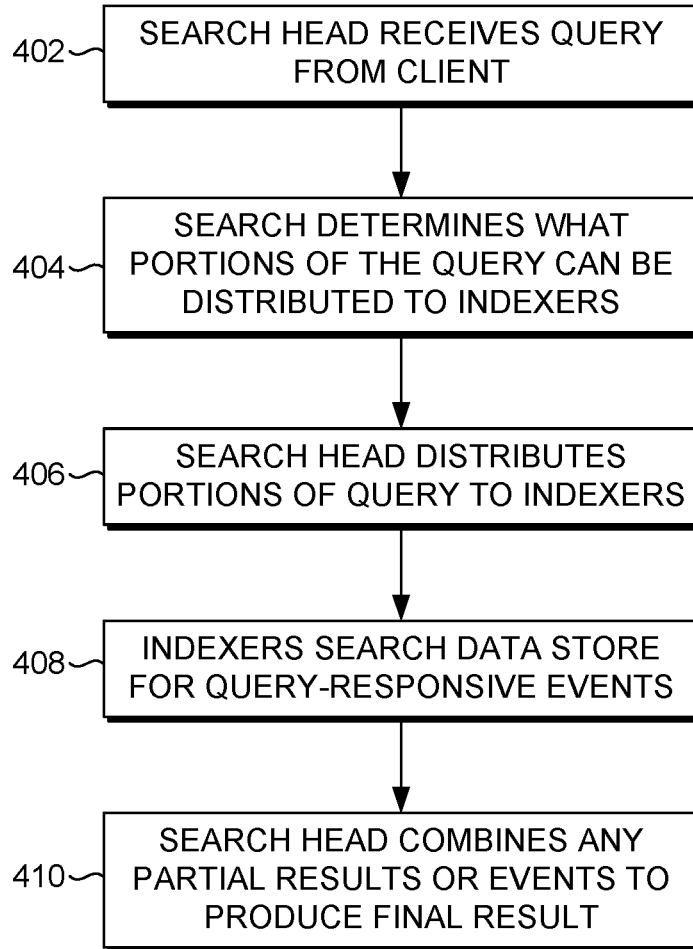 402
SEARCH HEAD RECEIVES QUERY
FROM CLIENT
404
SEARCH DETERMINES WHAT
PORTIONS OF THE QUERY CAN BE
DISTRIBUTED TO INDEXERS
406
SEARCH HEAD DISTRIBUTES
PORTIONS OF QUERY TO INDEXERS
408
INDEXERS SEARCH DATA STORE
FOR QUERY-RESPONSIVE EVENTS
410
SEARCH HEAD COMBINES ANY
PARTIAL RESULTS OR EVENTS TO
PRODUCE FINAL RESULT